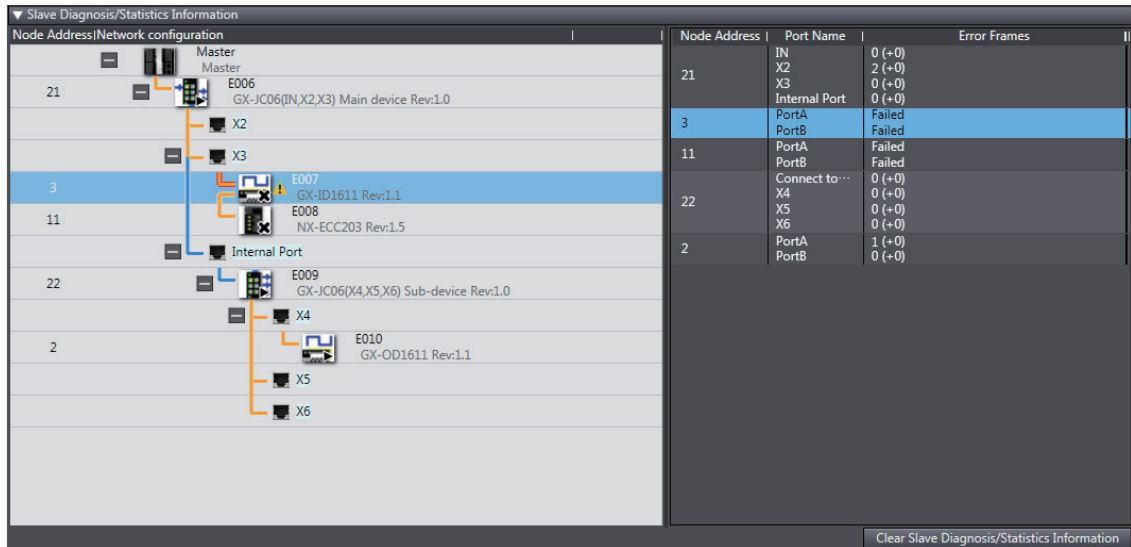 ▼ Slave Diagnosis/Statistics Information
Node Address|Network configuration
Master
Master
21
E006
GX-JC06(IN,X2,X3) Main device Rev:1.0
X2
X3
3
E007
GX-ID1611 Rev:1.1
11
E008
NX-ECC203 Rev:1.5
Internal Port
22
E009
GX-JC06(X4,X5,X6) Sub-device Rev:1.0
X4
2
E010
GX-OD1611 Rev:1.1
X5
X6
Node Address | Port Name | Error Frames
21
IN 0 (+0)
X2 2 (+0)
X3 0 (+0)
Internal Port 0 (+0)
3
PortA Failed
PortB Failed
11
PortA Failed
PortB Failed
22
Connect to··· 0 (+0)
X4 0 (+0)
X5 0 (+0)
X6 0 (+0)
2
PortA 1 (+0)
PortB 0 (+0)
Clear Slave Diagnosis/Statistics Information